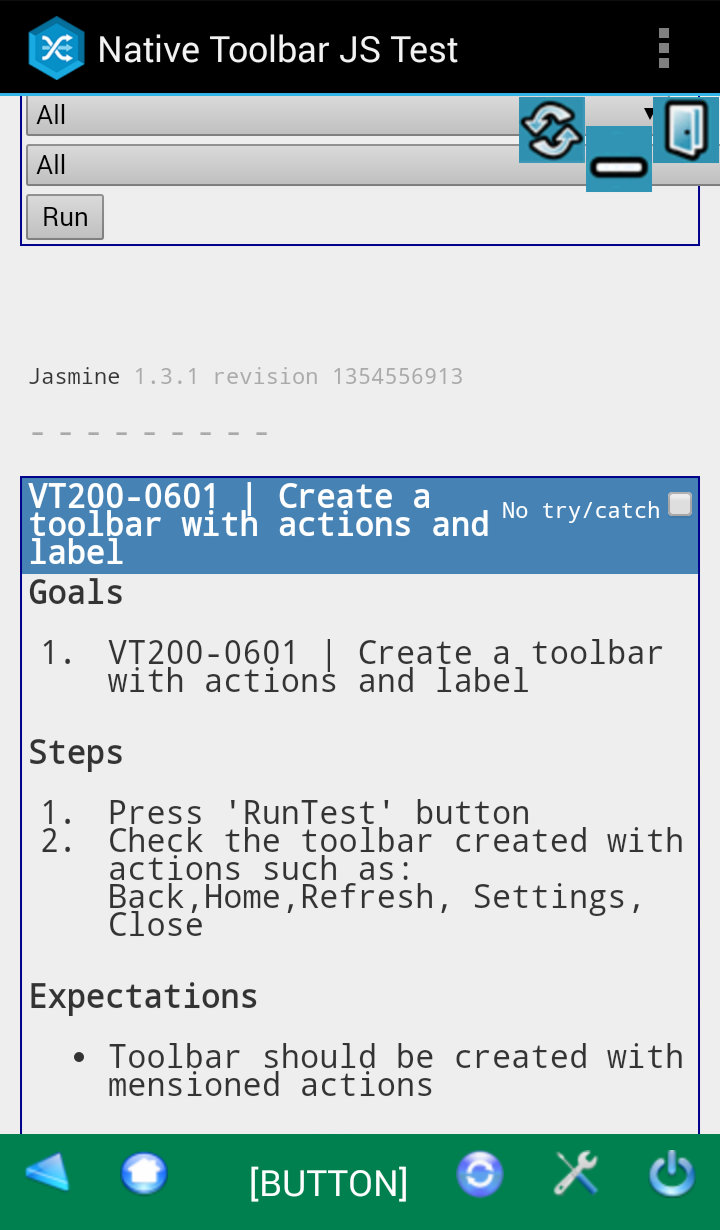 Native Toolbar JS Test
All
All
Run
Jasmine 1.3.1 revision 1354556913
- - - - - - - - -
VT200-0601 | Create a
toolbar with actions and
label
No try/catch
Goals
1. VT200-0601 | Create a toolbar
with actions and label
Steps
1. Press 'RunTest' button
2. Check the toolbar created with
actions such as:
Back,Home,Refresh, Settings,
Close
Expectations
• Toolbar should be created with
mensioned actions
[BUTTON]